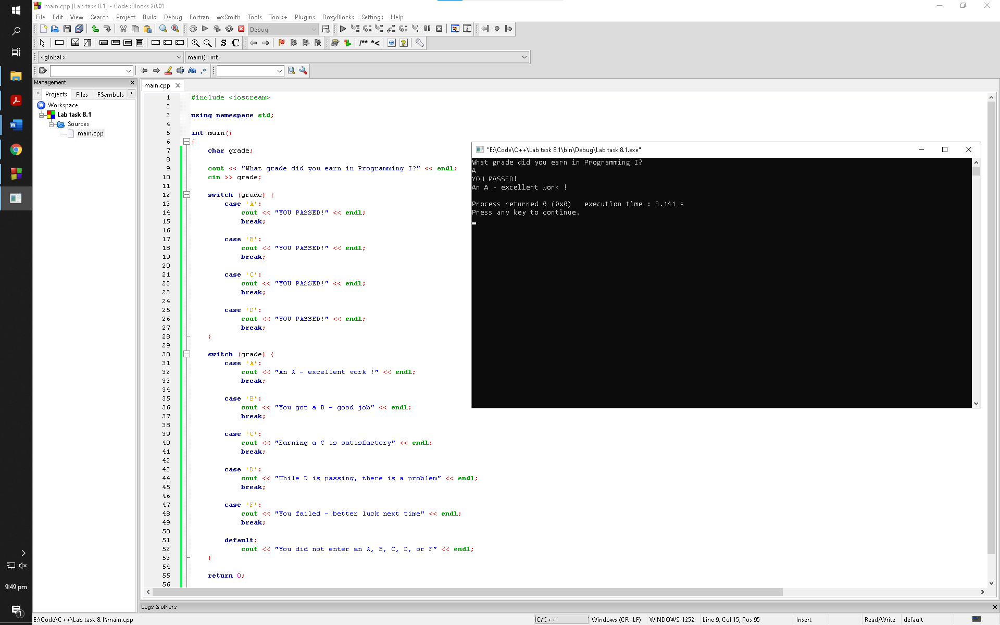 main.cpp [Lab task 8.1] - Code::Blocks 20.03
File Edit View Search Project Build Debug Fortran wxSmith Tools Tools+ Plugins DoxyBlocks Settings Help
Debug
S C /** *<
<global> main() : int
Aa .*
Management
Projects Files FSymbols
Workspace
Lab task 8.1
Sources
main.cpp
main.cpp
1 #include <iostream>
2
3 using namespace std;
4
5 int main()
6 {
7 char grade;
8
9 cout << "What grade did you earn in Programming I?" << endl;
10 cin >> grade;
11
12 switch (grade) {
13 case 'A':
14 cout << "YOU PASSED!" << endl;
15 break;
16
17 case 'B':
18 cout << "YOU PASSED!" << endl;
19 break;
20
21 case 'C':
22 cout << "YOU PASSED!" << endl;
23 break;
24
25 case 'D':
26 cout << "YOU PASSED!" << endl;
27 break;
28 }
29
30 switch (grade) {
31 case 'A':
32 cout << "An A - excellent work !" << endl;
33 break;
34
35 case 'B':
36 cout << "You got a B - good job" << endl;
37 break;
38
39 case 'C':
40 cout << "Earning a C is satisfactory" << endl;
41 break;
42
43 case 'D':
44 cout << "While D is passing, there is a problem" << endl;
45 break;
46
47 case 'F':
48 cout << "You failed - better luck next time" << endl;
49 break;
50
51 default:
52 cout << "You did not enter an A, B, C, D, or F" << endl;
53 }
54
55 return 0;
56
"E:\Code\C++\Lab task 8.1\bin\Debug\Lab task 8.1.exe"
What grade did you earn in Programming I?
A
YOU PASSED!
An A - excellent work !
Process returned 0 (0x0) execution time : 3.141 s
Press any key to continue.
Logs & others
E:\Code\C++\Lab task 8.1\main.cpp C/C++ Windows (CR+LF) WINDOWS-1252 Line 9, Col 15, Pos 95 Insert Read/Write default
9:49 pm
1